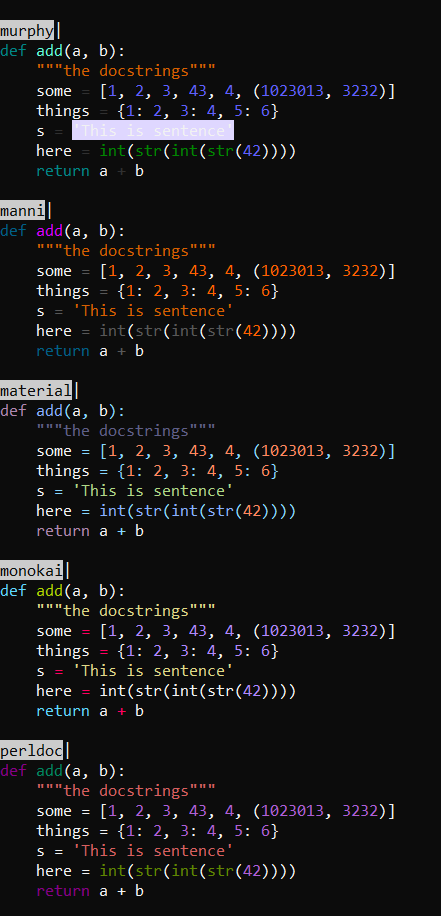 murphy|
def add(a, b):
    """the docstrings"""
    some = [1, 2, 3, 43, 4, (1023013, 3232)]
    things = {1: 2, 3: 4, 5: 6}
    s = 'This is sentence'
    here = int(str(int(str(42))))
    return a + b
manni|
def add(a, b):
    """the docstrings"""
    some = [1, 2, 3, 43, 4, (1023013, 3232)]
    things = {1: 2, 3: 4, 5: 6}
    s = 'This is sentence'
    here = int(str(int(str(42))))
    return a + b
material|
def add(a, b):
    """the docstrings"""
    some = [1, 2, 3, 43, 4, (1023013, 3232)]
    things = {1: 2, 3: 4, 5: 6}
    s = 'This is sentence'
    here = int(str(int(str(42))))
    return a + b
monokai|
def add(a, b):
    """the docstrings"""
    some = [1, 2, 3, 43, 4, (1023013, 3232)]
    things = {1: 2, 3: 4, 5: 6}
    s = 'This is sentence'
    here = int(str(int(str(42))))
    return a + b
perldoc|
def add(a, b):
    """the docstrings"""
    some = [1, 2, 3, 43, 4, (1023013, 3232)]
    things = {1: 2, 3: 4, 5: 6}
    s = 'This is sentence'
    here = int(str(int(str(42))))
    return a + b